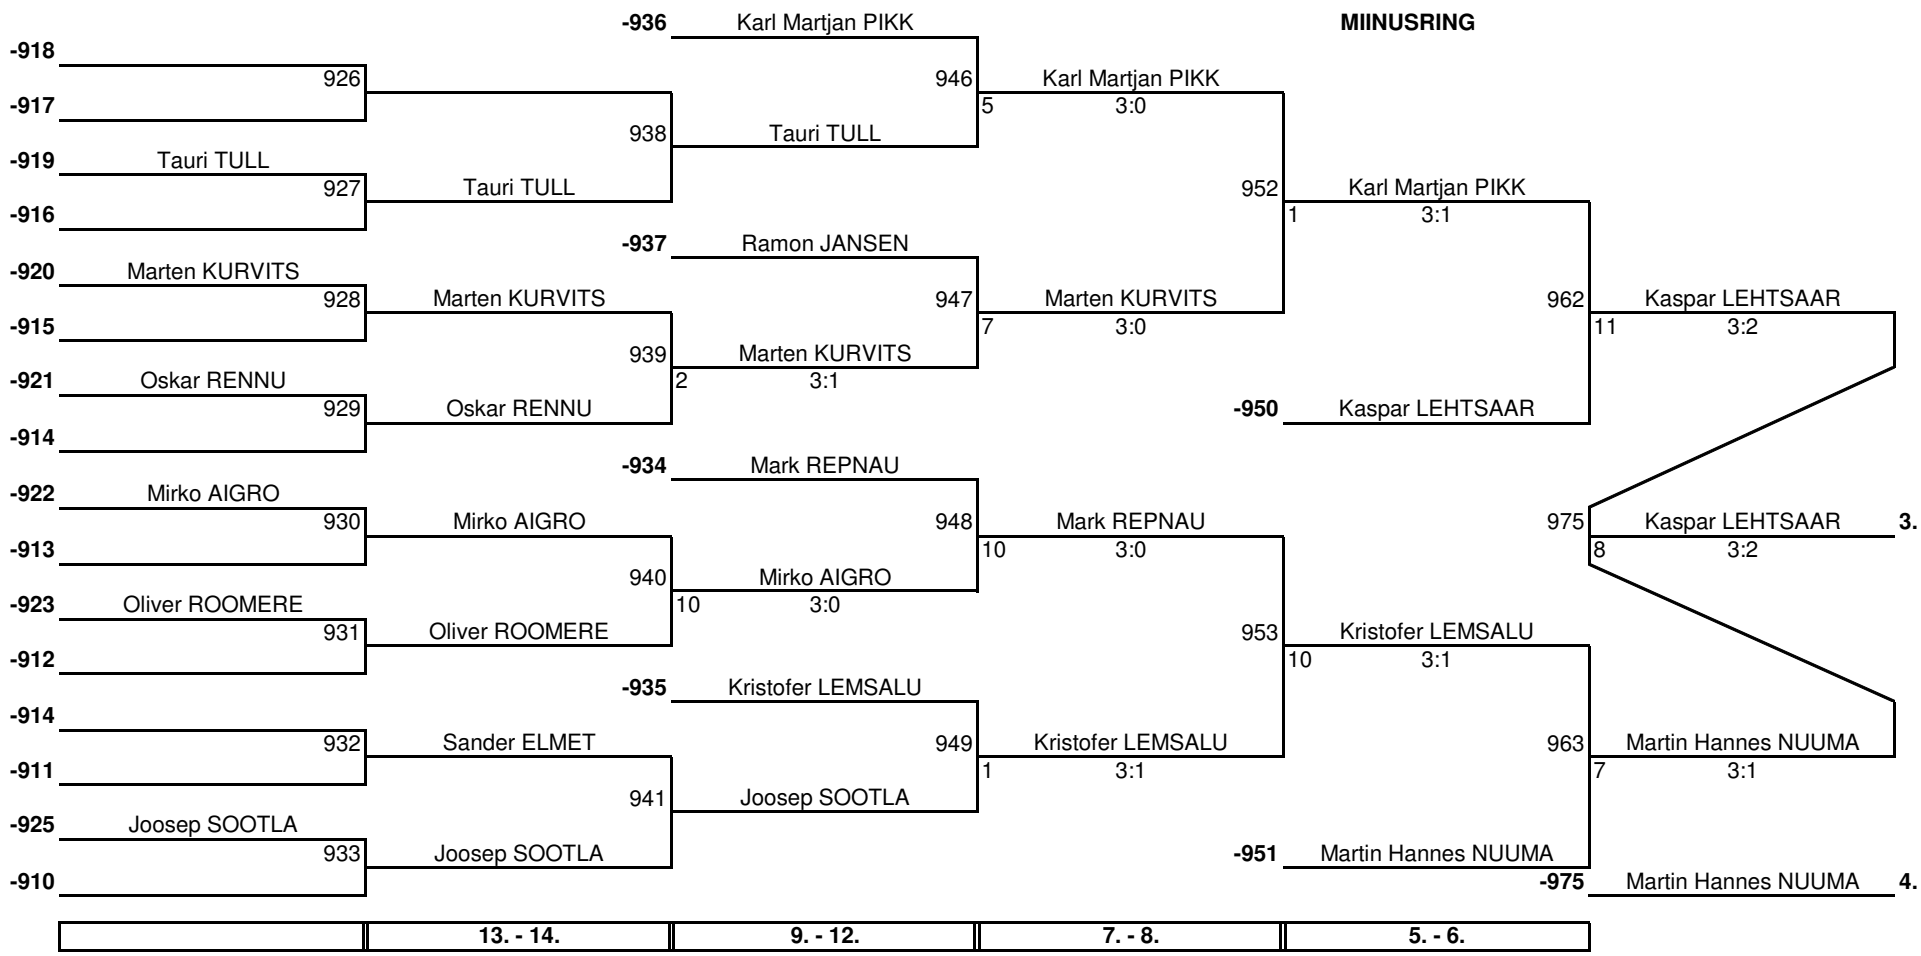 -936 Karl Martjan PIKK MIINUSRING
-918
926 946 Karl Martjan PIKK
-917 5 3:0
938 Tauri TULL
-919 Tauri TULL
927 Tauri TULL 952 Karl Martjan PIKK
-916 1 3:1
-937 Ramon JANSEN
-920 Marten KURVITS
928 Marten KURVITS 947 Marten KURVITS 962 Kaspar LEHTSAAR
-915 7 3:0 11 3:2
939 Marten KURVITS
-921 Oskar RENNU 2 3:1
929 Oskar RENNU -950 Kaspar LEHTSAAR
-914
-934 Mark REPNAU
-922 Mirko AIGRO
930 Mirko AIGRO 948 Mark REPNAU 975 Kaspar LEHTSAAR 3.
-913 10 3:0 8 3:2
940 Mirko AIGRO
-923 Oliver ROOMERE 10 3:0
931 Oliver ROOMERE 953 Kristofer LEMSALU
-912 10 3:1
-935 Kristofer LEMSALU
-914
932 Sander ELMET 949 Kristofer LEMSALU 963 Martin Hannes NUUMA
-911 1 3:1 7 3:1
941 Joosep SOOTLA
-925 Joosep SOOTLA
933 Joosep SOOTLA -951 Martin Hannes NUUMA
-910 -975 Martin Hannes NUUMA 4.
13. - 14. 9. - 12. 7. - 8. 5. - 6.